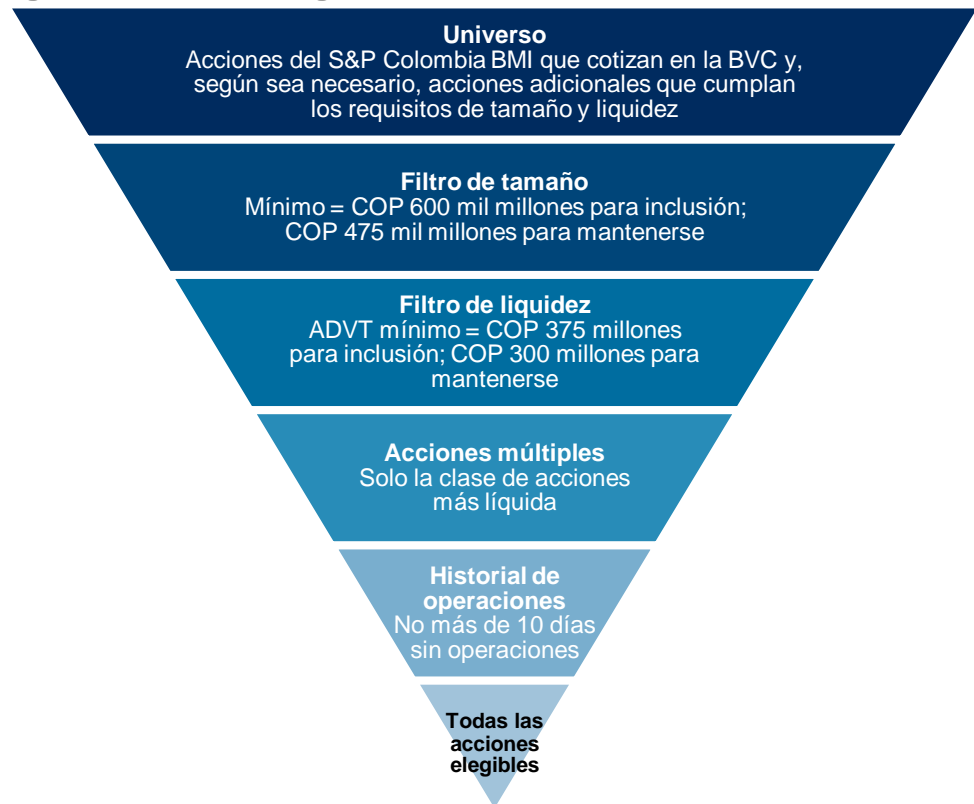 Universo
Acciones del S&P Colombia BMI que cotizan en la BVC y,
según sea necesario, acciones adicionales que cumplan
los requisitos de tamaño y liquidez
Filtro de tamaño
Mínimo = COP 600 mil millones para inclusión;
COP 475 mil millones para mantenerse
Filtro de liquidez
ADVT mínimo = COP 375 millones
para inclusión; COP 300 millones para
mantenerse
Acciones múltiples
Solo la clase de acciones
más líquida
Historial de
operaciones
No más de 10 días
sin operaciones
Todas las
acciones
elegibles